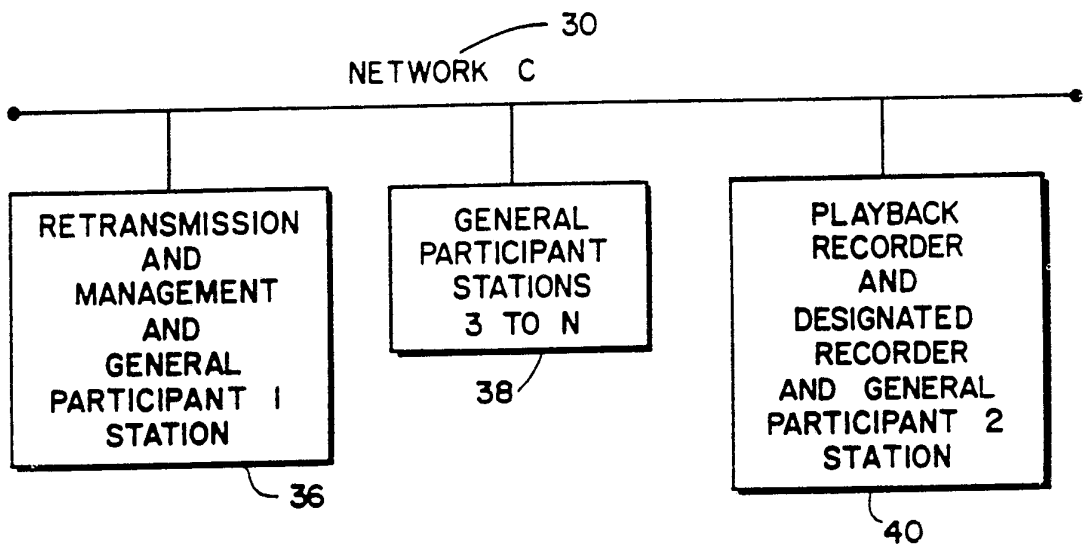 30
NETWORK C
RETRANSMISSION
AND
MANAGEMENT
AND
GENERAL
PARTICIPANT 1
STATION
36
GENERAL
PARTICIPANT
STATIONS
3 TO N
38
PLAYBACK
RECORDER
AND
DESIGNATED
RECORDER
AND GENERAL
PARTICIPANT 2
STATION
40